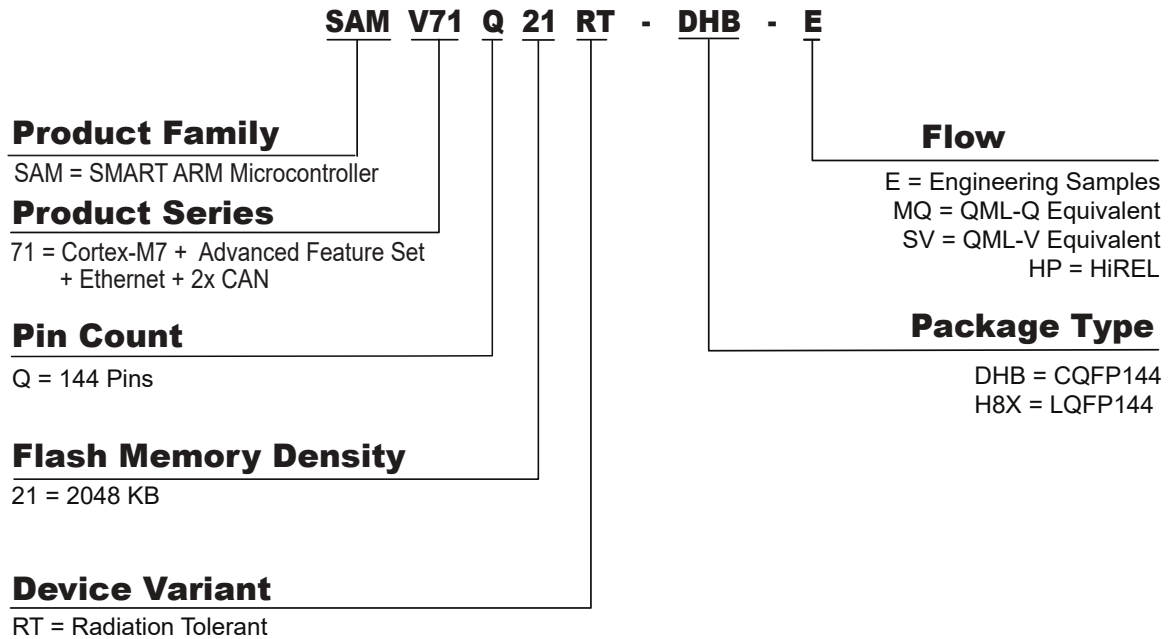 SAM V71 Q 21 RT - DHB - E
Product Family
SAM = SMART ARM Microcontroller
Product Series
71 = Cortex-M7 + Advanced Feature Set
+ Ethernet + 2x CAN
Pin Count
Q = 144 Pins
Flash Memory Density
21 = 2048 KB
Device Variant
RT = Radiation Tolerant
Flow
E = Engineering Samples
MQ = QML-Q Equivalent
SV = QML-V Equivalent
HP = HiREL
Package Type
DHB = CQFP144
H8X = LQFP144